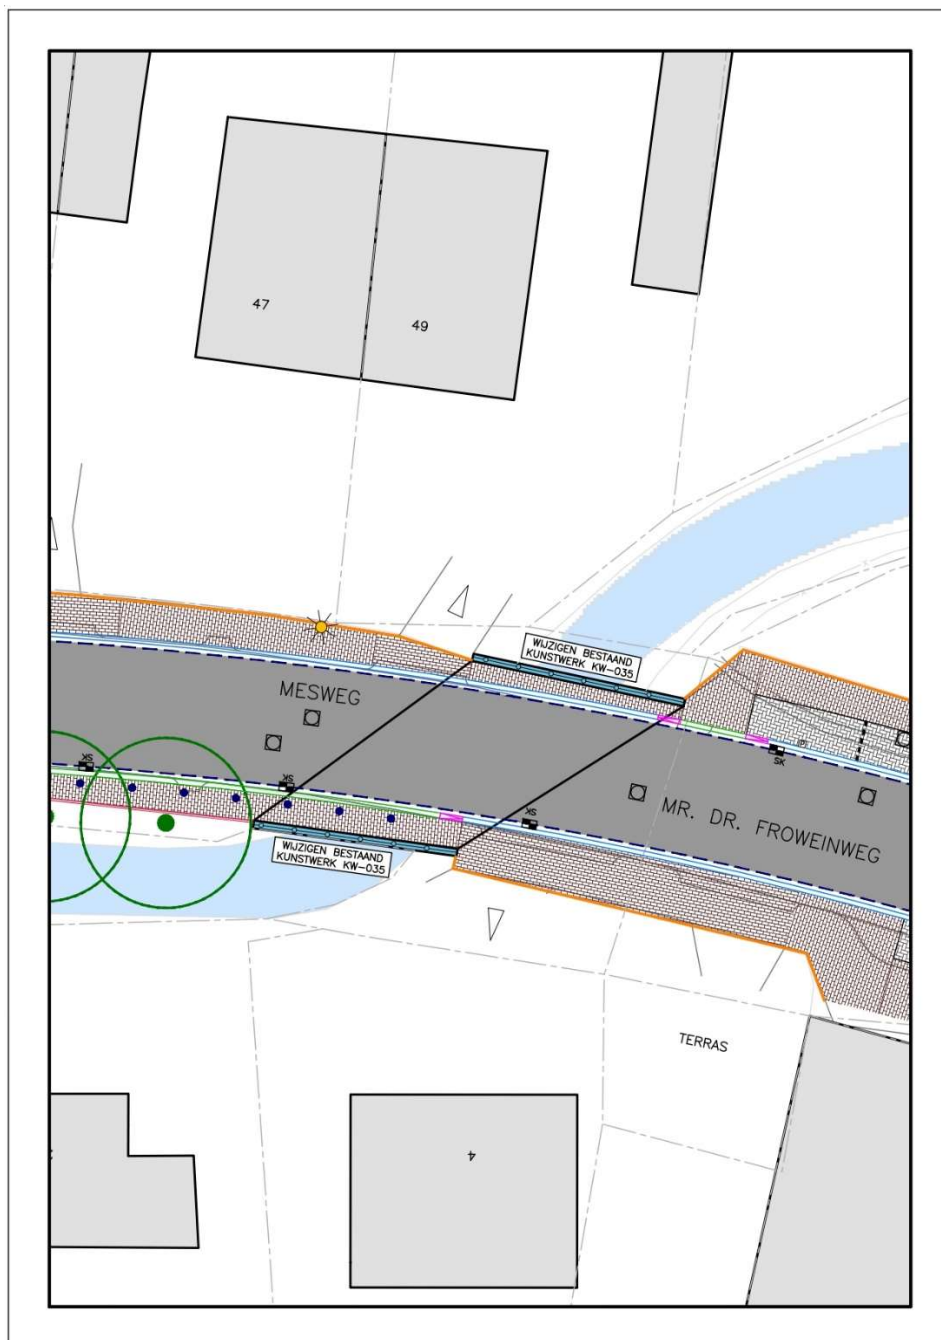 47
49
WIJZIGEN BESTAAND
KUNSTWERK KW-035
MESWEG
SK
SK
SK
SK
MR. DR. FROWEINWEG
WIJZIGEN BESTAAND
KUNSTWERK KW-035
TERRAS
4